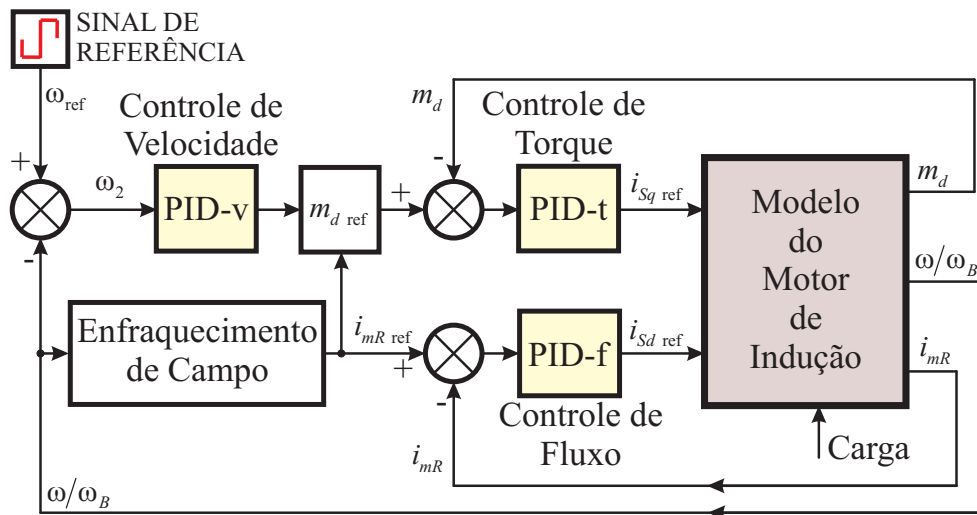 SINAL DE
REFERÊNCIA
ω_ref
+
-
ω_2
Controle de
Velocidade
PID-v
m_d ref
+
-
m_d
Controle de
Torque
PID-t
i_Sq ref
Modelo
do
Motor
de
Indução
m_d
ω/ω_B
i_mR
Enfraquecimento
de Campo
i_mR ref
+
-
PID-f
i_Sd ref
Controle de
Fluxo
i_mR
Carga
ω/ω_B